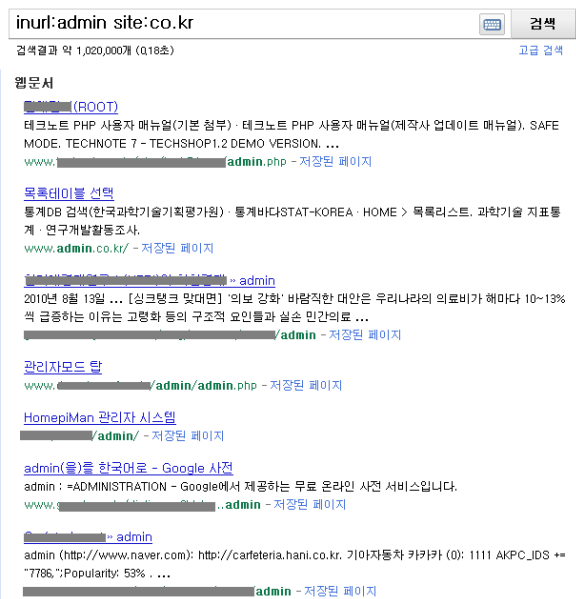 inurl:admin site:co.kr
검색
검색결과 약 1,020,000개 (0.18초)
고급 검색
웹문서
(ROOT)
테크노트 PHP 사용자 매뉴얼(기본 첨부) · 테크노트 PHP 사용자 매뉴얼(제작사 업데이트 매뉴얼). SAFE
MODE. TECHNOTE 7 - TECHSHOP1.2 DEMO VERSION. ...
www. /admin.php - 저장된 페이지
목록테이블 선택
통계DB 검색(한국과학기술기획평가원) · 통계바다STAT-KOREA · HOME > 목록리스트. 과학기술 지표통
계 · 연구개발활동조사.
www.admin.co.kr/ - 저장된 페이지
» admin
2010년 8월 13일 ... [싱크탱크 맞대면] '의보 강화' 바람직한 대안은 우리나라의 의료비가 해마다 10~13%
씩 급증하는 이유는 고령화 등의 구조적 요인들과 실손 민간의료 ...
/admin - 저장된 페이지
관리자모드 탑
www. /admin/admin.php - 저장된 페이지
HomepiMan 관리자 시스템
/admin/ - 저장된 페이지
admin(을)를 한국어로 - Google 사전
admin : =ADMINISTRATION - Google에서 제공하는 무료 온라인 사전 서비스입니다.
www. ..admin - 저장된 페이지
» admin
admin (http://www.naver.com): http://carfeteria.hani.co.kr. 기아자동차 카카카 (0): 1111 AKPC_IDS +=
"7786,";Popularity: 53% . ...
admin - 저장된 페이지